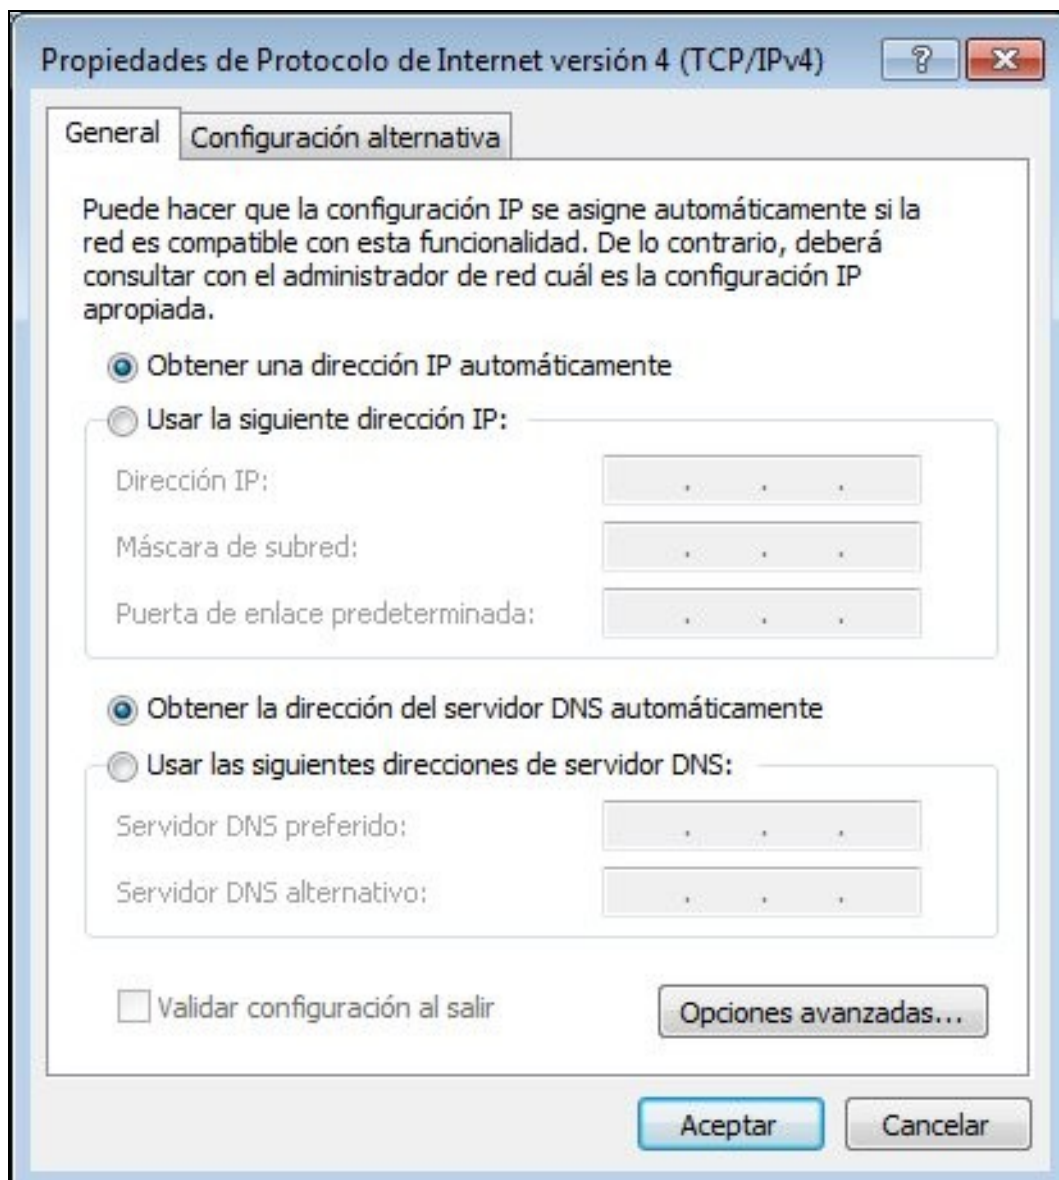 Propiedades de Protocolo de Internet versión 4 (TCP/IPv4)
General
Configuración alternativa
Puede hacer que la configuración IP se asigne automáticamente si la
red es compatible con esta funcionalidad. De lo contrario, deberá
consultar con el administrador de red cuál es la configuración IP
apropiada.
Obtener una dirección IP automáticamente
Usar la siguiente dirección IP:
Dirección IP:
Máscara de subred:
Puerta de enlace predeterminada:
Obtener la dirección del servidor DNS automáticamente
Usar las siguientes direcciones de servidor DNS:
Servidor DNS preferido:
Servidor DNS alternativo:
Validar configuración al salir
Opciones avanzadas...
Aceptar
Cancelar